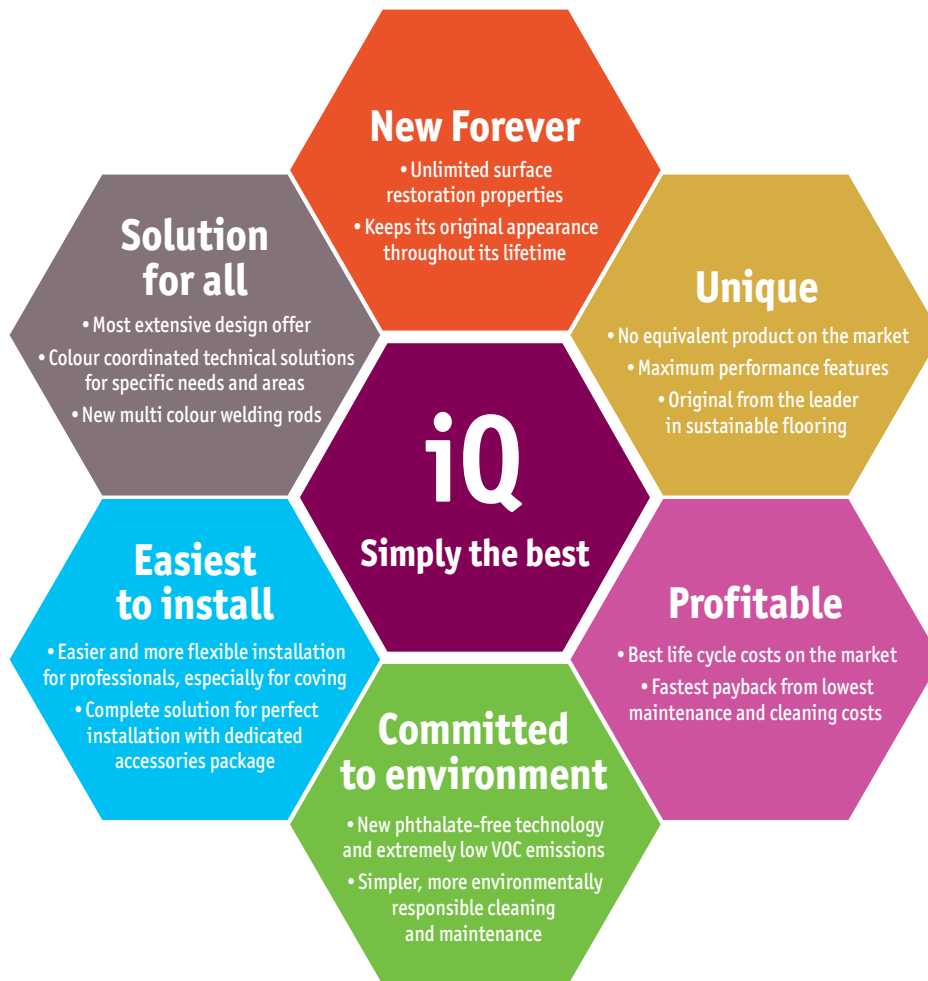 New Forever
• Unlimited surface
restoration properties
• Keeps its original appearance
throughout its lifetime
Solution
for all
• Most extensive design offer
• Colour coordinated technical solutions
for specific needs and areas
• New multi colour welding rods
Unique
• No equivalent product on the market
• Maximum performance features
• Original from the leader
in sustainable flooring
iQ
Simply the best
Easiest
to install
• Easier and more flexible installation
for professionals, especially for coving
• Complete solution for perfect
installation with dedicated
accessories package
Profitable
• Best life cycle costs on the market
• Fastest payback from lowest
maintenance and cleaning costs
Committed
to environment
• New phthalate-free technology
and extremely low VOC emissions
• Simpler, more environmentally
responsible cleaning
and maintenance